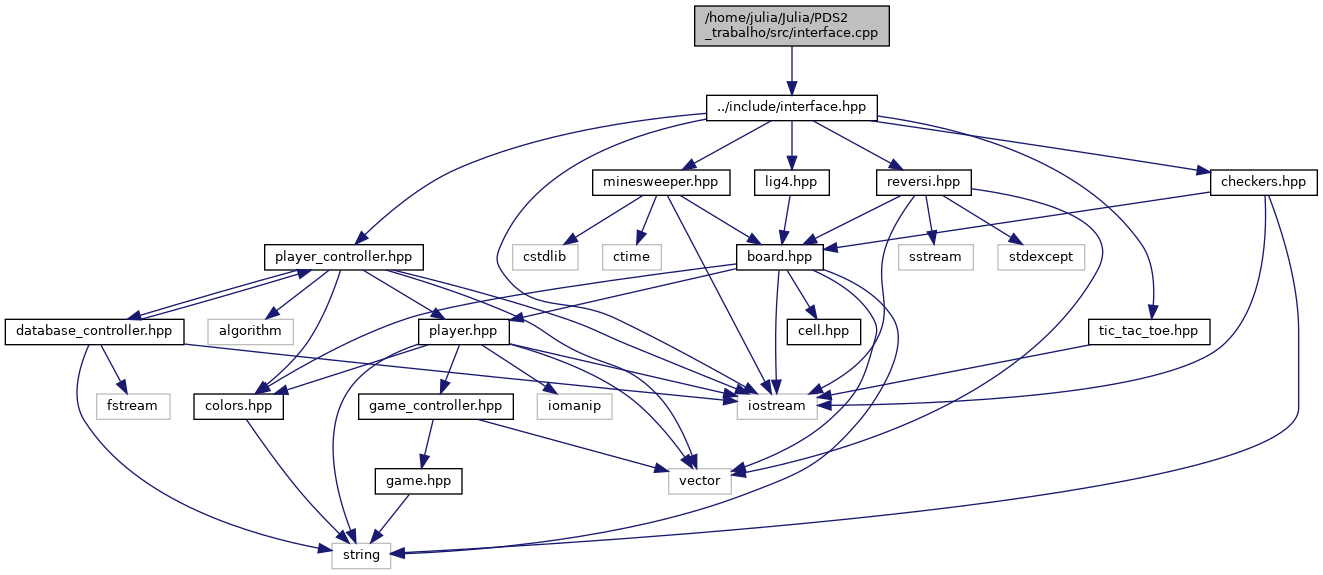 /home/julia/Julia/PDS2
_trabalho/src/interface.cpp
../include/interface.hpp
minesweeper.hpp
lig4.hpp
reversi.hpp
checkers.hpp
player_controller.hpp
cstdlib
ctime
board.hpp
sstream
stdexcept
database_controller.hpp
algorithm
player.hpp
cell.hpp
tic_tac_toe.hpp
fstream
colors.hpp
game_controller.hpp
iomanip
iostream
game.hpp
vector
string